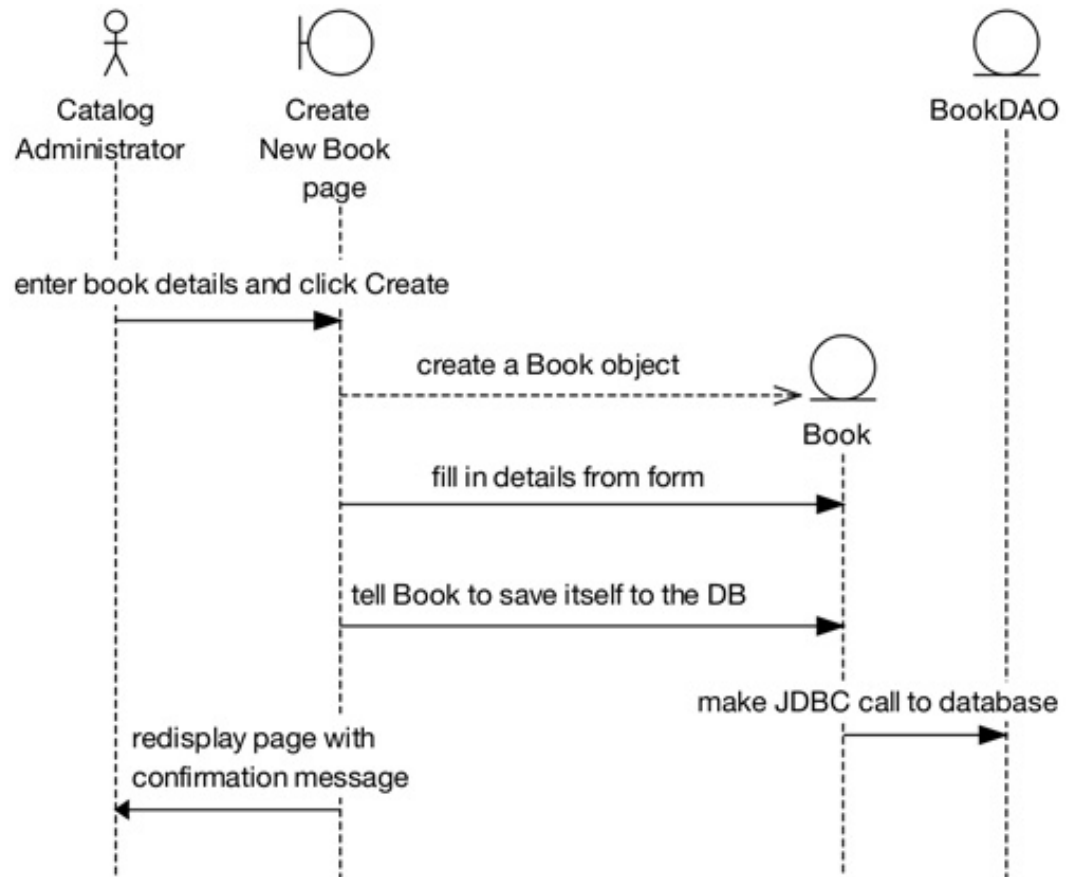 Catalog
Administrator
Create
New Book
page
BookDAO
enter book details and click Create
create a Book object
Book
fill in details from form
tell Book to save itself to the DB
make JDBC call to database
redisplay page with
confirmation message